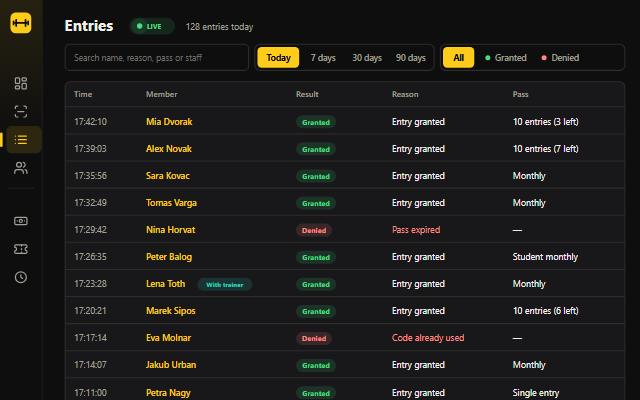 Entries LIVE 128 entries today
Search name, reason, pass or staff Today 7 days 30 days 90 days All Granted Denied
Time Member Result Reason Pass
17:42:10 Mia Dvorak Granted Entry granted 10 entries (3 left)
17:39:03 Alex Novak Granted Entry granted 10 entries (7 left)
17:35:56 Sara Kovac Granted Entry granted Monthly
17:32:49 Tomas Varga Granted Entry granted Monthly
17:29:42 Nina Horvat Denied Pass expired —
17:26:35 Peter Balog Granted Entry granted Student monthly
17:23:28 Lena Toth With trainer Granted Entry granted Monthly
17:20:21 Marek Sipos Granted Entry granted 10 entries (6 left)
17:17:14 Eva Molnar Denied Code already used —
17:14:07 Jakub Urban Granted Entry granted Monthly
17:11:00 Petra Nagy Granted Entry granted Single entry